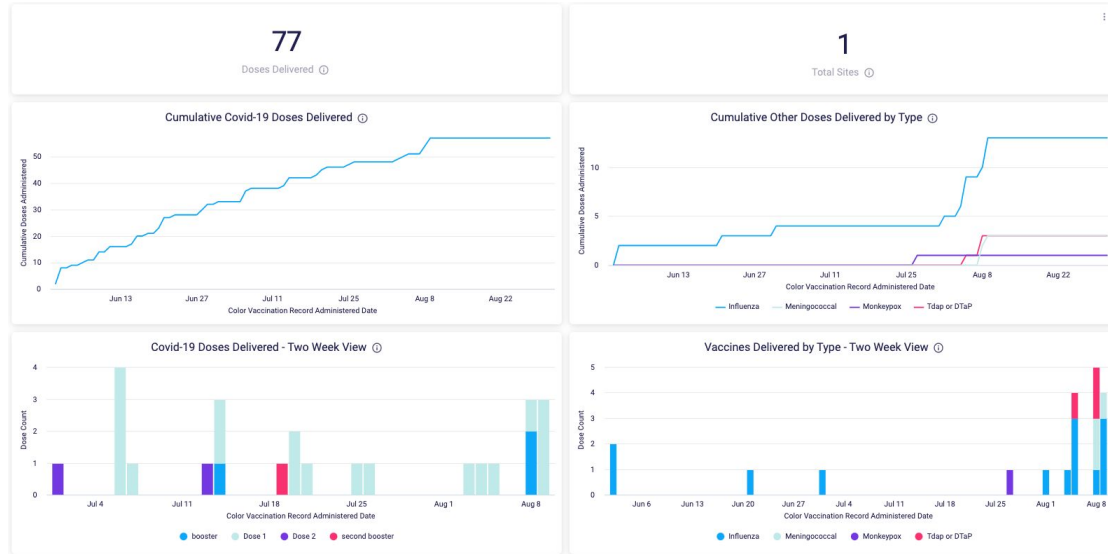 77
Doses Delivered
1
Total Sites
Cumulative Covid-19 Doses Delivered
Cumulative Doses Administered
50
40
30
20
10
0
Jun 13 Jun 27 Jul 11 Jul 25 Aug 8 Aug 22
Color Vaccination Record Administered Date
Cumulative Other Doses Delivered by Type
Cumulative Doses Administered
10
5
0
Jun 13 Jun 27 Jul 11 Jul 25 Aug 8 Aug 22
Color Vaccination Record Administered Date
Influenza Meningococcal Monkeypox Tdap or DTaP
Covid-19 Doses Delivered - Two Week View
Dose Count
4
3
2
1
0
Jul 4 Jul 11 Jul 18 Jul 25 Aug 1 Aug 8
Color Vaccination Record Administered Date
booster Dose 1 Dose 2 second booster
Vaccines Delivered by Type - Two Week View
Dose Count
5
4
3
2
1
0
Jun 6 Jun 13 Jun 20 Jun 27 Jul 4 Jul 11 Jul 18 Jul 25 Aug 1 Aug 8
Color Vaccination Record Administered Date
Influenza Meningococcal Monkeypox Tdap or DTaP